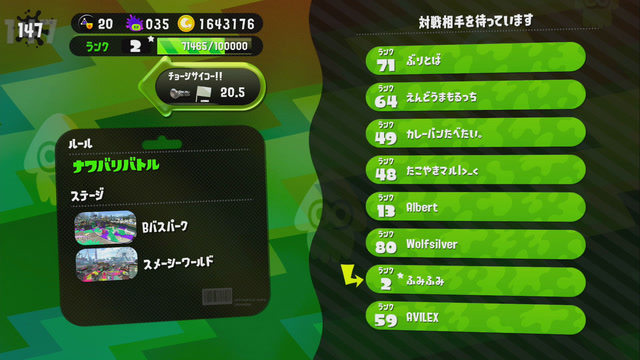 147
20
035
1643176
ランク 2 71465/100000
チョーシサイコー!!
20.5
ルール
ナワバリバトル
ステージ
Bバスパーク
スメーシーワールド
対戦相手を待っています
ランク 71 ぷりとば
ランク 64 えんどうまもるっち
ランク 49 カレーパンたべたい。
ランク 48 たこやきマル|>_<
ランク 13 Albert
ランク 80 Wolfsilver
ランク 2 ふみふみ
ランク 59 AVILEX